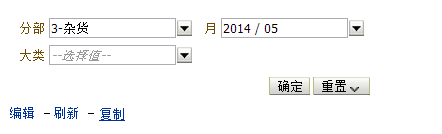 分部 3-杂货 月 2014 / 05
大类 --选择值--
确定 重置
编辑 - 刷新 - 复制